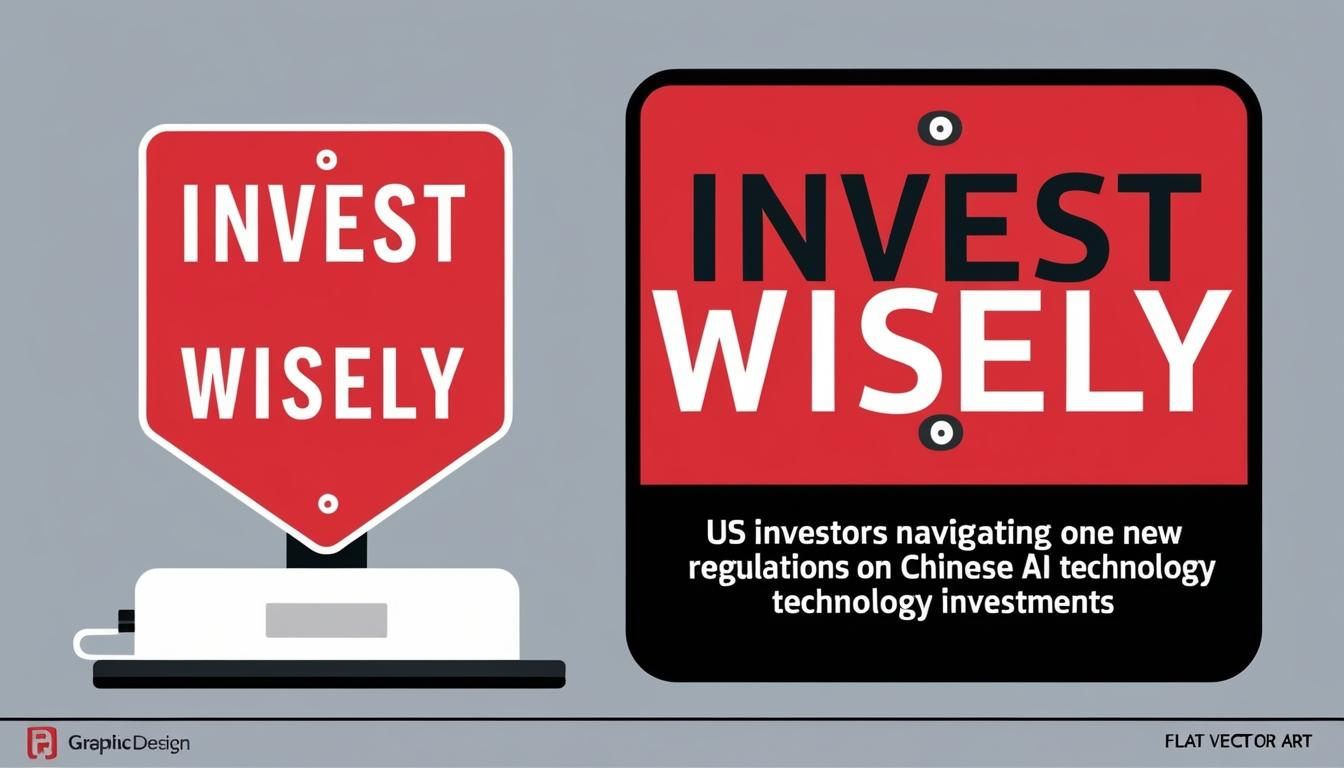 INVEST
WISELY
INVEST
WISELY
US investors navigating one new
regulations on Chinese AI technology
technology investments
GraphicDesign
FLAT VECTOR ART